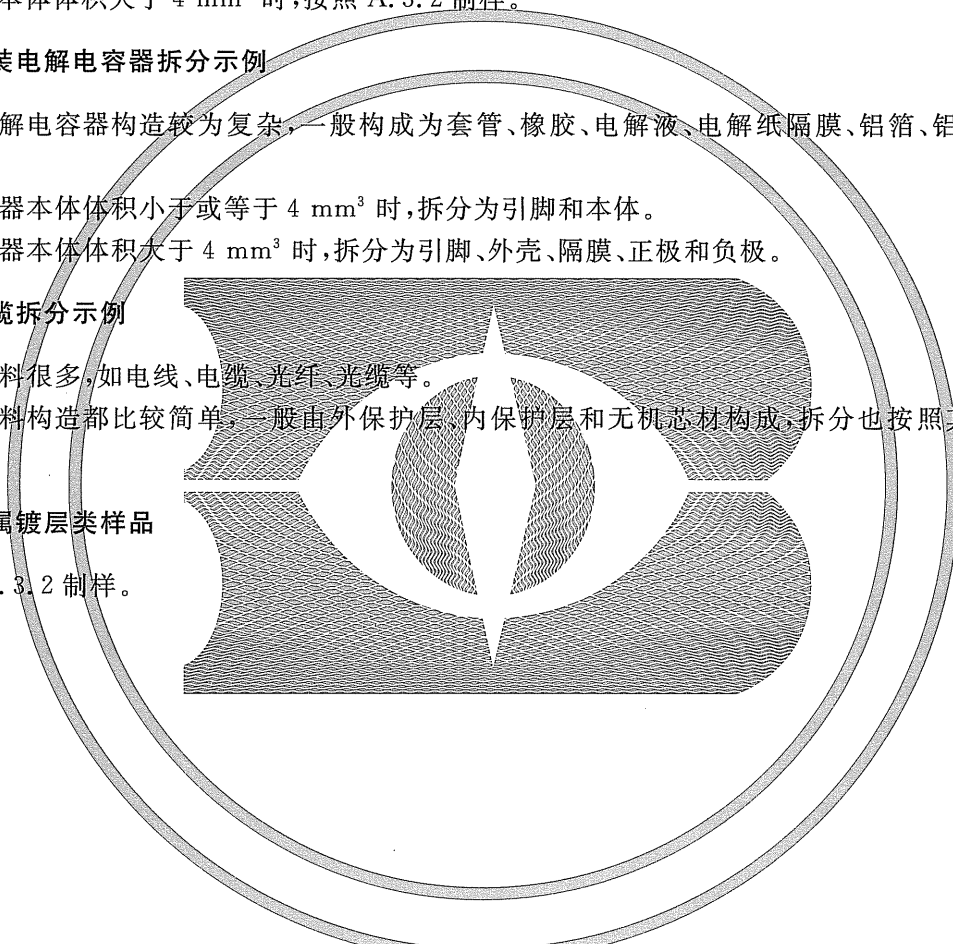 本体体积大于 4 mm³ 时,按照 A.3.2 制样。
装电解电容器拆分示例
解电容器构造较为复杂,一般构成为套管、橡胶、电解液、电解纸隔膜、铝箔、铝
器本体体积小于或等于 4 mm³ 时,拆分为引脚和本体。
器本体体积大于 4 mm³ 时,拆分为引脚、外壳、隔膜、正极和负极。
缆拆分示例
料很多,如电线、电缆、光纤、光缆等。
料构造都比较简单,一般由外保护层、内保护层和无机芯材构成,拆分也按照
属镀层类样品
.3.2 制样。